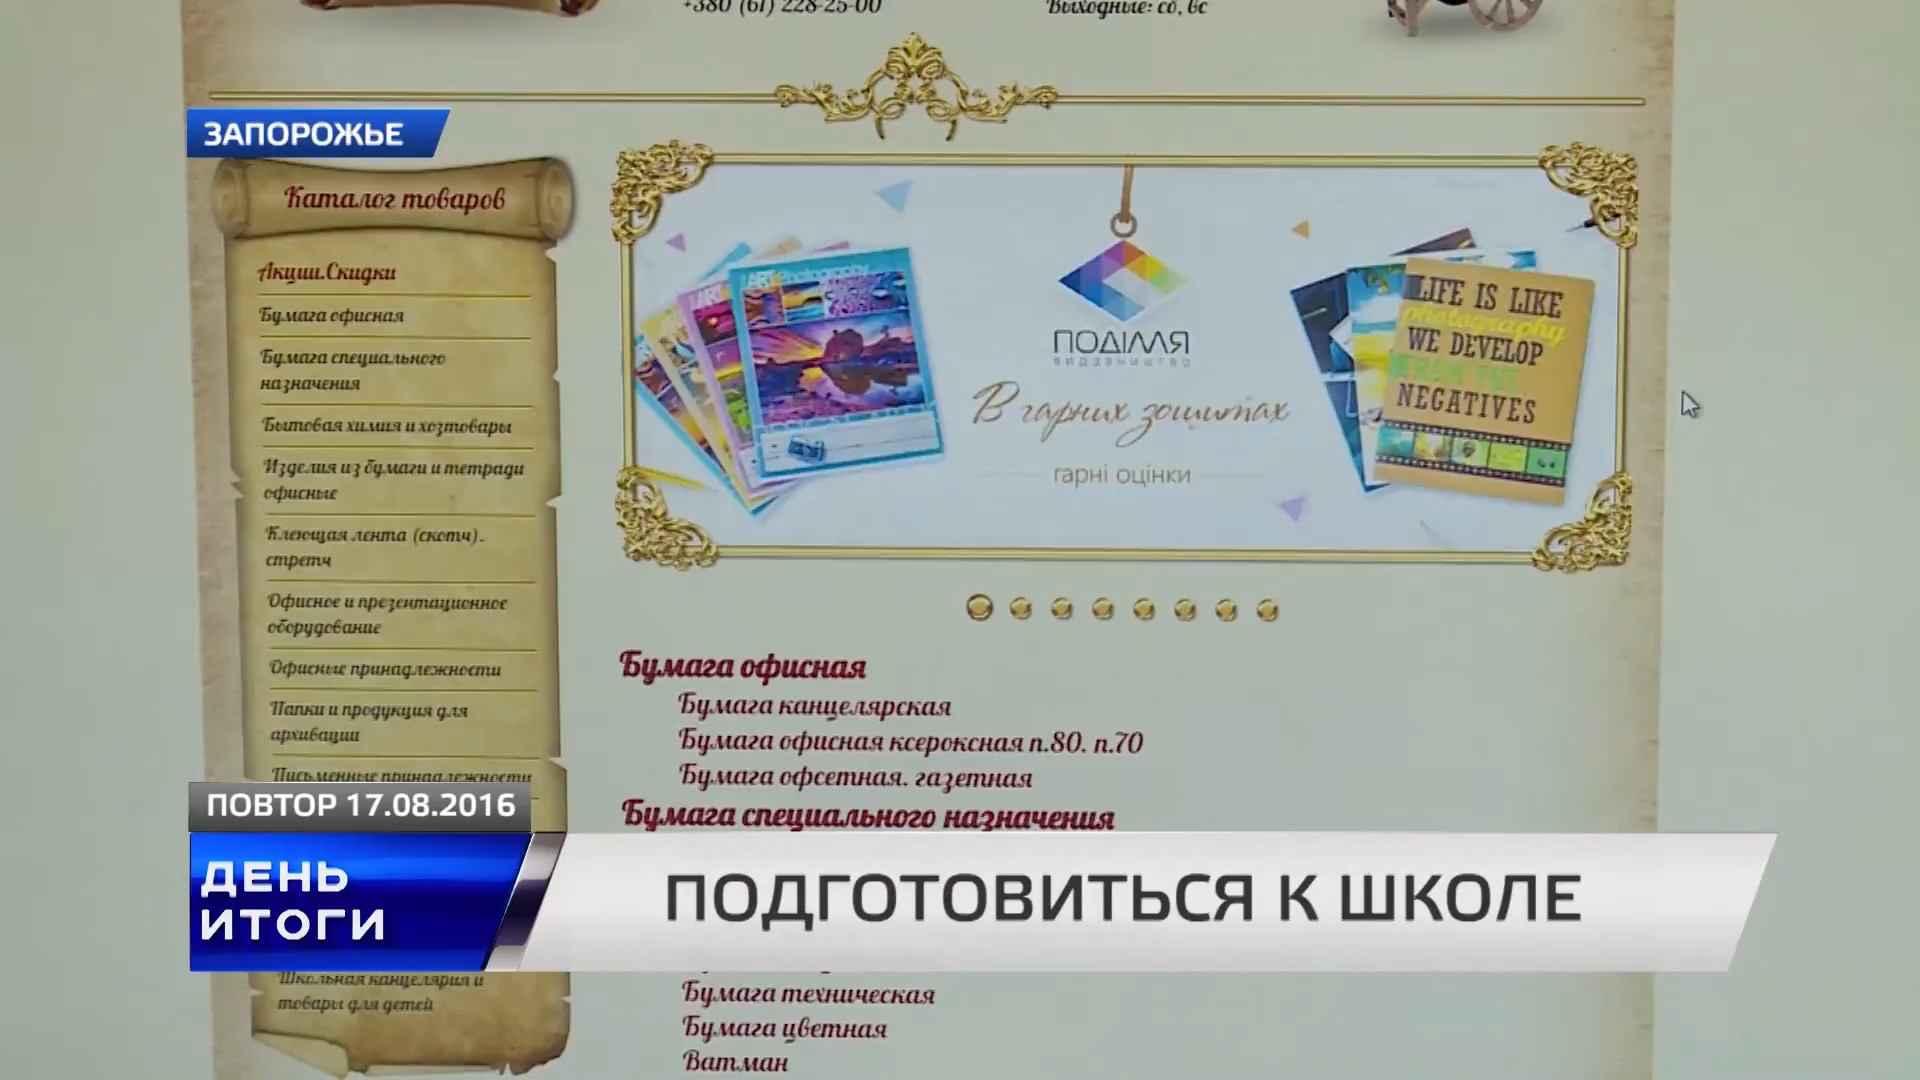 +380 (61) 228-25-00
Выходные: сб, вс
ЗАПОРОЖЬЕ
Каталог товаров
Акции.Скидки
Бумага офисная
Бумага специального
назначения
Бытовая химия и хозтовары
Изделия из бумаги и тетради
офисные
Клеющая лента (скотч).
стретч
Офисное и презентационное
оборудование
Офисные принадлежности
Папки и продукция для
архивации
Письменные принадлежности
Школьная канцелярия и
товары для детей
ART Photography
ПОДІЛЛЯ
видавництво
В гарних зошитах
гарні оцінки
LIFE IS LIKE
photography
WE DEVELOP
FROM THE
NEGATIVES
Бумага офисная
Бумага канцелярская
Бумага офисная ксероксная п.80. п.70
Бумага офсетная. газетная
Бумага специального назначения
Бумага техническая
Бумага цветная
Ватман
ПОВТОР 17.08.2016
ДЕНЬ
ИТОГИ
ПОДГОТОВИТЬСЯ К ШКОЛЕ